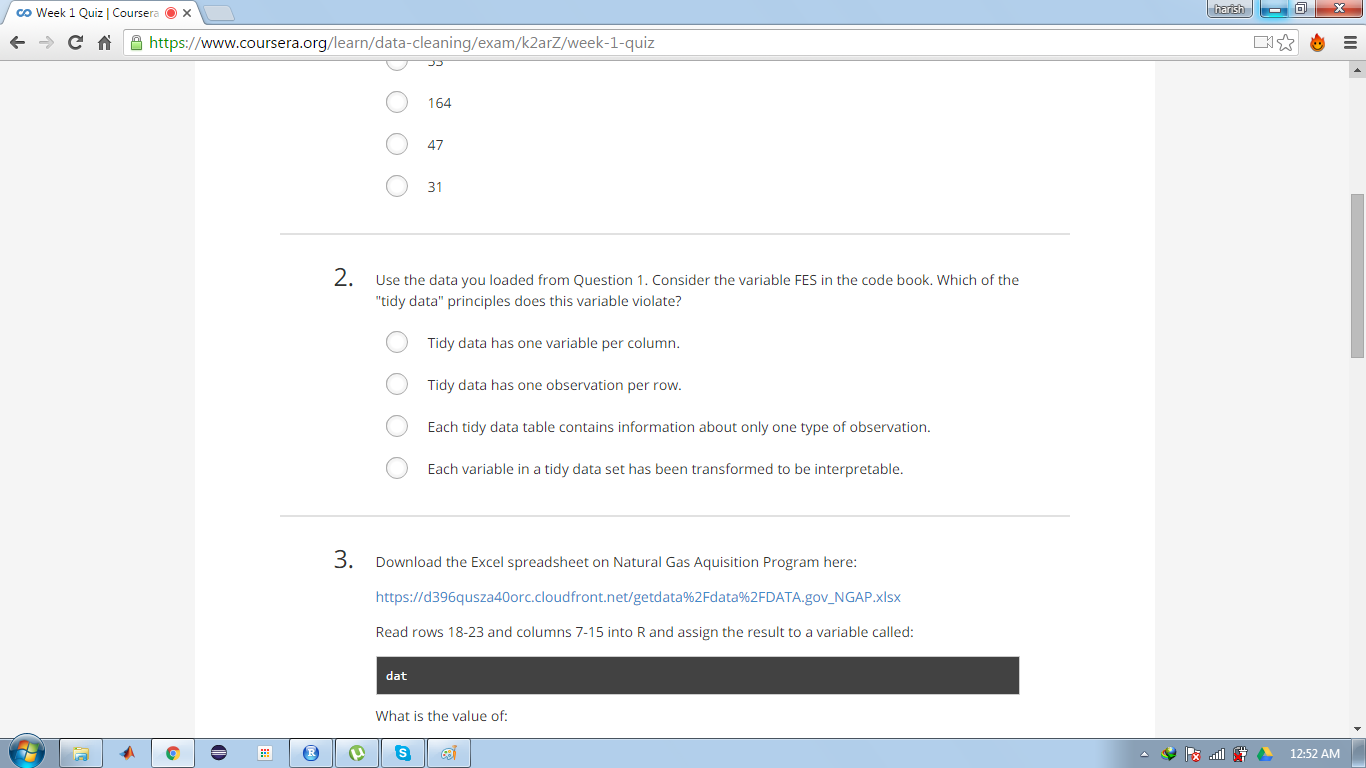 Week 1 Quiz | Coursera
harish
https://www.coursera.org/learn/data-cleaning/exam/k2arZ/week-1-quiz
53
164
47
31
2. Use the data you loaded from Question 1. Consider the variable FES in the code book. Which of the
"tidy data" principles does this variable violate?
Tidy data has one variable per column.
Tidy data has one observation per row.
Each tidy data table contains information about only one type of observation.
Each variable in a tidy data set has been transformed to be interpretable.
3. Download the Excel spreadsheet on Natural Gas Aquisition Program here:
https://d396qusza40orc.cloudfront.net/getdata%2Fdata%2FDATA.gov_NGAP.xlsx
Read rows 18-23 and columns 7-15 into R and assign the result to a variable called:
dat
What is the value of:
12:52 AM